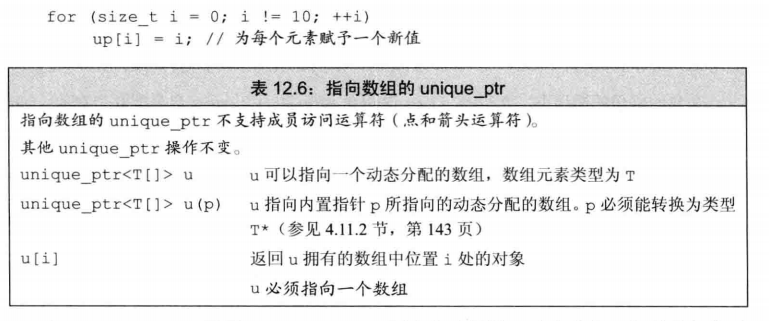 for (size_t i = 0; i != 10; ++i)
up[i] = i; // 为每个元素赋予一个新值
表 12.6：指向数组的 unique_ptr
指向数组的 unique_ptr 不支持成员访问运算符（点和箭头运算符）。
其他 unique_ptr 操作不变。
unique_ptr<T[]> u u 可以指向一个动态分配的数组，数组元素类型为 T
unique_ptr<T[]> u(p) u 指向内置指针 p 所指向的动态分配的数组。p 必须能转换为类型
T*（参见 4.11.2 节，第 143 页）
u[i] 返回 u 拥有的数组中位置 i 处的对象
u 必须指向一个数组